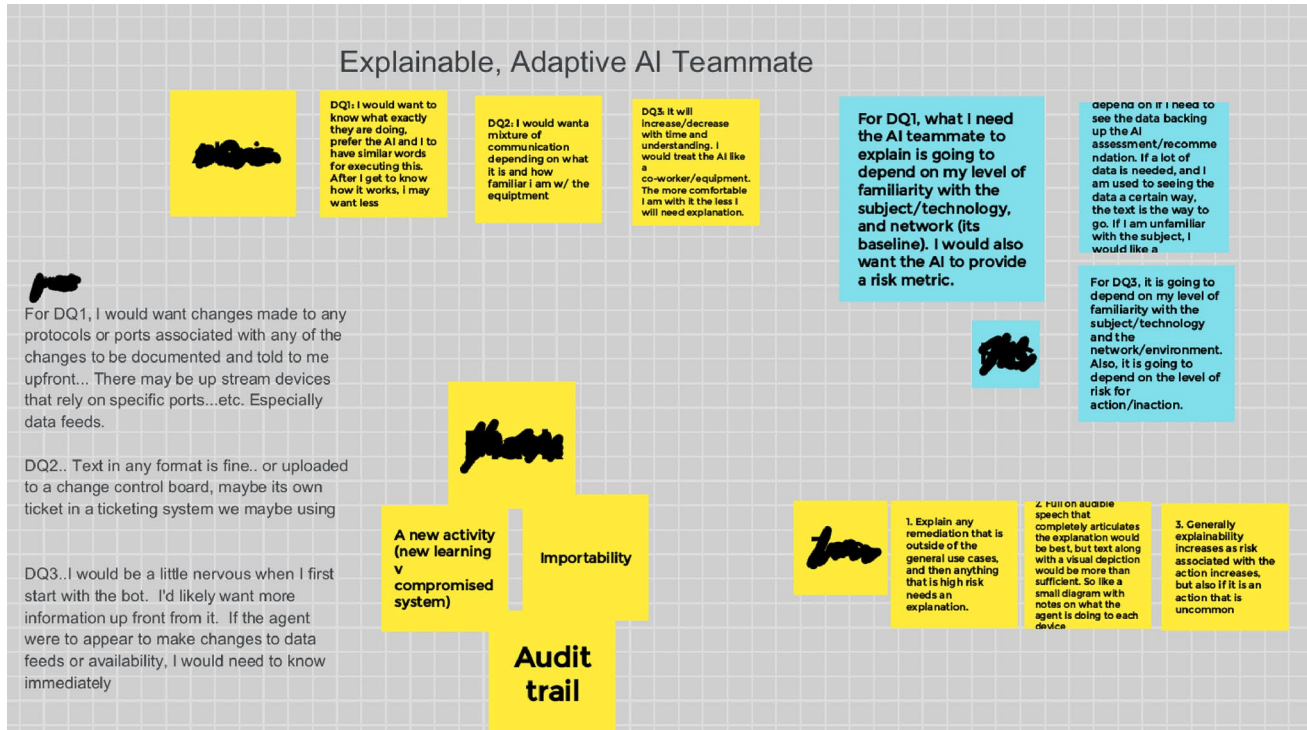 Explainable, Adaptive AI Teammate
DQ1: I would want to
know what exactly
they are doing,
prefer the AI and I to
have similar words
for executing this.
After I get to know
how it works, i may
want less
DQ2: I would wanta
mixture of
communication
depending on what
it is and how
familiar i am w/ the
equiptment
DQ3: It will
increase/decrease
with time and
understanding. I
would treat the AI like
a
co-worker/equipment.
The more comfortable
I am with it the less I
will need explanation.
For DQ1, what I need
the AI teammate to
explain is going to
depend on my level of
familiarity with the
subject/technology,
and network (its
baseline). I would also
want the AI to provide
a risk metric.
depend on if I need to
see the data backing
up the AI
assessment/recomme
ndation. If a lot of
data is needed, and I
am used to seeing the
data a certain way,
the text is the way to
go. If I am unfamiliar
with the subject, I
would like a
For DQ3, it is going to
depend on my level of
familiarity with the
subject/technology
and the
network/environment.
Also, it is going to
depend on the level of
risk for
action/inaction.
For DQ1, I would want changes made to any
protocols or ports associated with any of the
changes to be documented and told to me
upfront... There may be up stream devices
that rely on specific ports...etc. Especially
data feeds.
DQ2.. Text in any format is fine.. or uploaded
to a change control board, maybe its own
ticket in a ticketing system we maybe using
DQ3..I would be a little nervous when I first
start with the bot. I'd likely want more
information up front from it. If the agent
were to appear to make changes to data
feeds or availability, I would need to know
immediately
A new activity
(new learning
v
compromised
system)
Importability
Audit
trail
1. Explain any
remediation that is
outside of the
general use cases,
and then anything
that is high risk
needs an
explanation.
2. Full on audible
speech that
completely articulates
the explanation would
be best, but text along
with a visual depiction
would be more than
sufficient. So like a
small diagram with
notes on what the
agent is doing to each
device
3. Generally
explainability
increases as risk
associated with the
action increases,
but also if it is an
action that is
uncommon